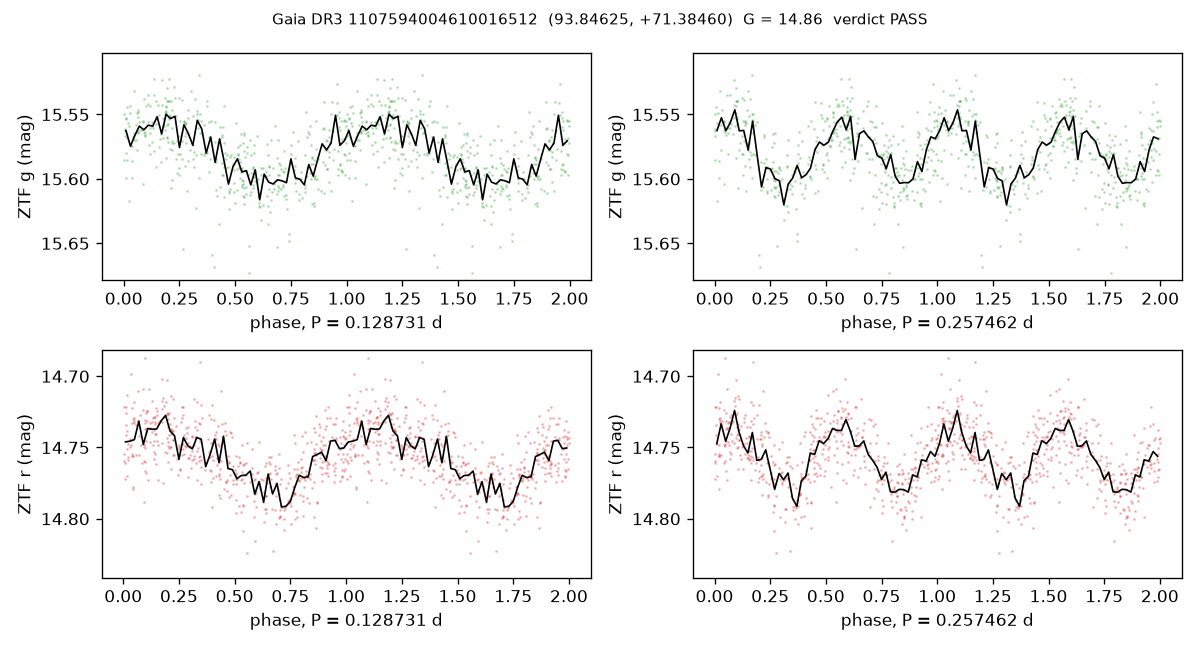 Gaia DR3 1107594004610016512 (93.84625, +71.38460) G = 14.86 verdict PASS
ZTF g (mag)
15.55
15.60
15.65
0.00 0.25 0.50 0.75 1.00 1.25 1.50 1.75 2.00
phase, P = 0.128731 d
ZTF g (mag)
15.55
15.60
15.65
0.00 0.25 0.50 0.75 1.00 1.25 1.50 1.75 2.00
phase, P = 0.257462 d
ZTF r (mag)
14.70
14.75
14.80
0.00 0.25 0.50 0.75 1.00 1.25 1.50 1.75 2.00
phase, P = 0.128731 d
ZTF r (mag)
14.70
14.75
14.80
0.00 0.25 0.50 0.75 1.00 1.25 1.50 1.75 2.00
phase, P = 0.257462 d